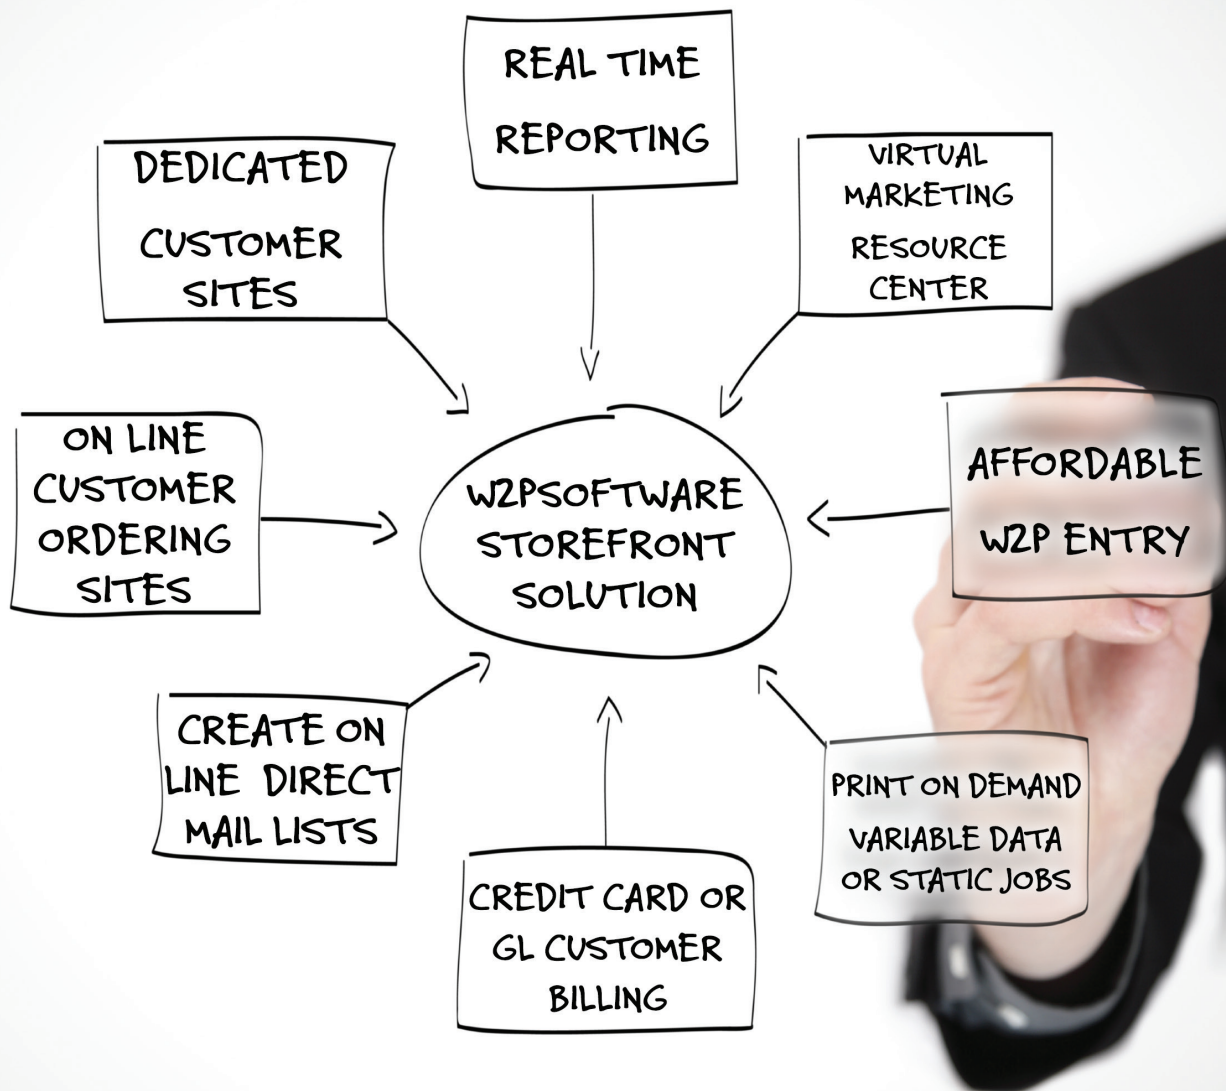 REAL TIME
REPORTING
DEDICATED
CUSTOMER
SITES
VIRTUAL
MARKETING
RESOURCE
CENTER
ON LINE
CUSTOMER
ORDERING
SITES
W2PSOFTWARE
STOREFRONT
SOLUTION
AFFORDABLE
W2P ENTRY
CREATE ON
LINE DIRECT
MAIL LISTS
PRINT ON DEMAND
VARIABLE DATA
OR STATIC JOBS
CREDIT CARD OR
GL CUSTOMER
BILLING